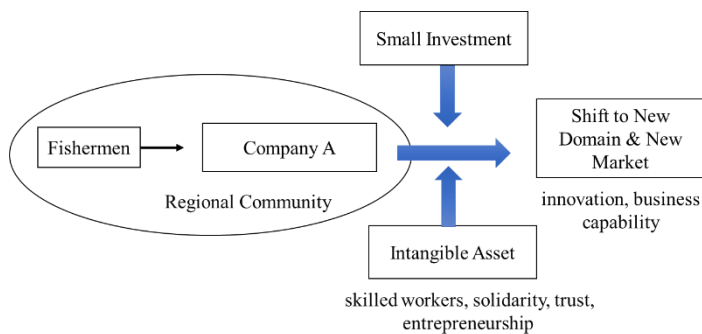 Small Investment
Fishermen
Company A
Regional Community
Shift to New
Domain & New
Market
innovation, business
capability
Intangible Asset
skilled workers, solidarity, trust,
entrepreneurship